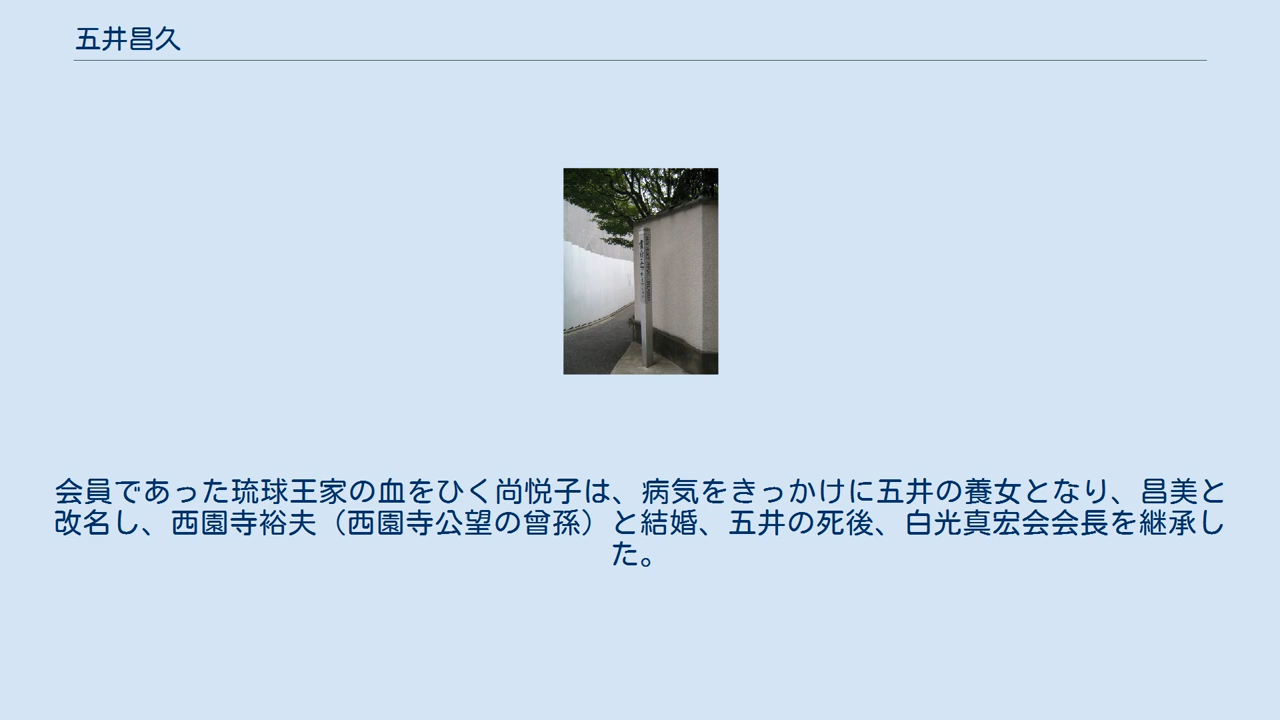 五井昌久
会員であった琉球王家の血をひく尚悦子は、病気をきっかけに五井の養女となり、昌美と
改名し、西園寺裕夫（西園寺公望の曾孫）と結婚、五井の死後、白光真宏会会長を継承し
た。